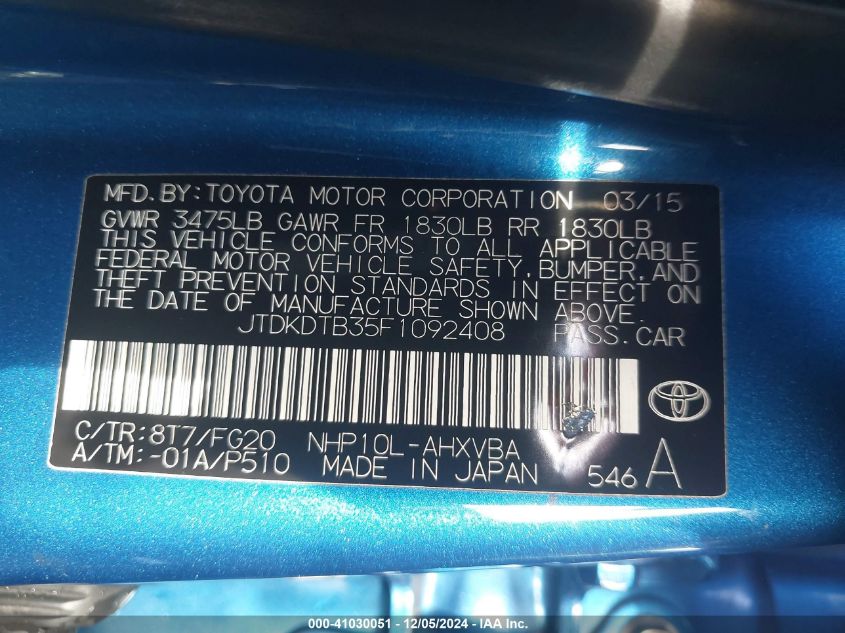 MFD.BY:TOYOTA MOTOR CORPORATION 03/15
GVWR 3475LB GAWR FR 1830LB RR 1830LB
THIS VEHICLE CONFORMS TO ALL APPLICABLE
FEDERAL MOTOR VEHICLE SAFETY,BUMPER,AND
THEFT PREVENTION STANDARDS IN EFFECT ON
THE DATE OF MANUFACTURE SHOWN ABOVE.
JTDKDTB35F1092408 PASS.CAR
C/TR:8T7/FG20 NHP10L-AHXVBA
A/TM:-01A/P510 MADE IN JAPAN 546 A
000-41030051 - 12/05/2024 - IAA Inc.